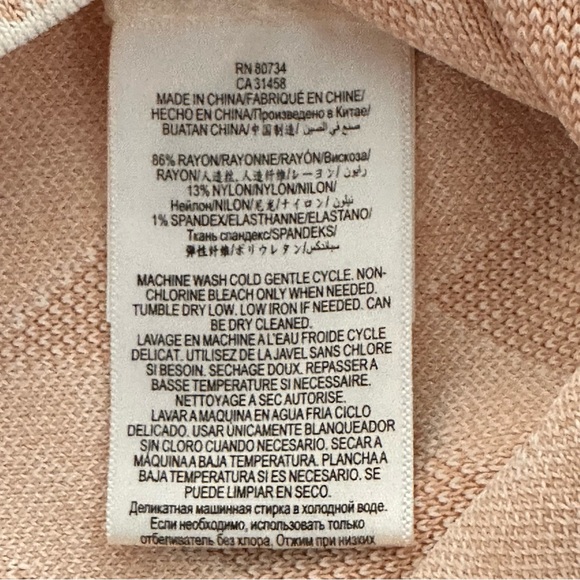 RN 80734
CA 31458
MADE IN CHINA/FABRIQUÉ EN CHINE/
HECHO EN CHINA/Произведено в Китае/
BUATAN CHINA/中国制造/ صنع في الصين
86% RAYON/RAYONNE/RAYÓN/Вискоза/
RAYON/人造丝, 人造纤维/レーヨン/ رايون
13% NYLON/NYLON/NILON/
Нейлон/NILON/尼龙/ナイロン/ نيلون
1% SPANDEX/ELASTHANNE/ELASTANO/
Ткань спандекс/SPANDEKS/
弹性纤维/ポリウレタン/ سباندكس
MACHINE WASH COLD GENTLE CYCLE. NON-
CHLORINE BLEACH ONLY WHEN NEEDED.
TUMBLE DRY LOW. LOW IRON IF NEEDED. CAN
BE DRY CLEANED.
LAVAGE EN MACHINE A L'EAU FROIDE CYCLE
DELICAT. UTILISEZ DE LA JAVEL SANS CHLORE
SI BESOIN. SECHAGE DOUX. REPASSER A
BASSE TEMPERATURE SI NECESSAIRE.
NETTOYAGE A SEC AUTORISE.
LAVAR A MAQUINA EN AGUA FRIA CICLO
DELICADO. USAR ÚNICAMENTE BLANQUEADOR
SIN CLORO CUANDO NECESARIO. SECAR A
MÁQUINA A BAJA TEMPERATURA. PLANCHA A
BAJA TEMPERATURA SI ES NECESARIO. SE
PUEDE LIMPIAR EN SECO.
Деликатная машинная стирка в холодной воде.
Если необходимо, использовать только
отбеливатель без хлора. Отжим при низких